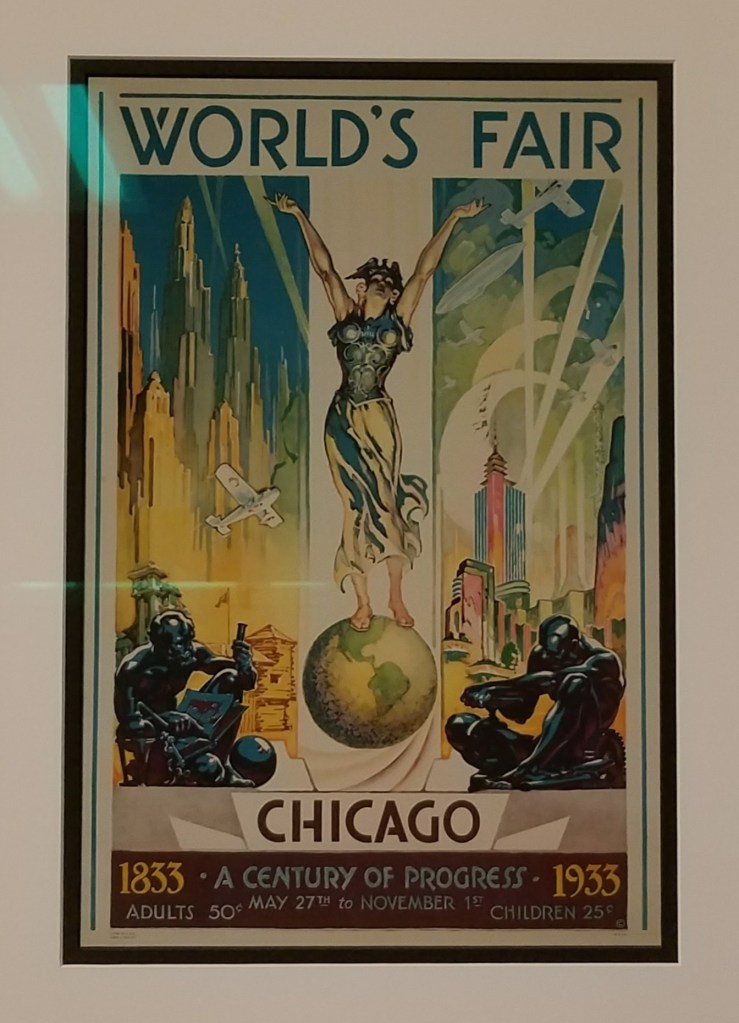 WORLD'S FAIR
CHICAGO
1833 · A CENTURY OF PROGRESS · 1933
ADULTS 50¢ MAY 27TH to NOVEMBER 1ST CHILDREN 25¢